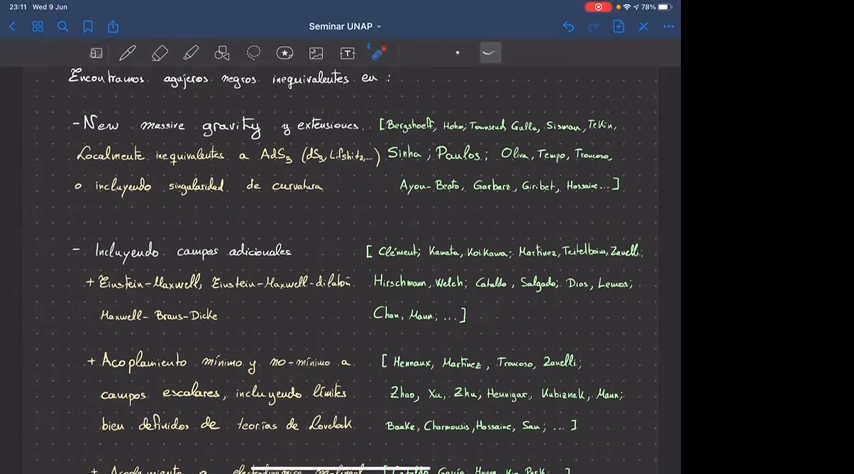 23:11 Wed 9 Jun
78%
Seminar UNAP
Encontramos agujeros negros inequivalentes en :
- New massive gravity y extensiones [Bergshoeff, Hohm, Townsend, Gullu, Sisman, Tekin,
Localmente inequivalentes a AdS3 (dS3, Lifshitz,...) Sinha; Paulos; Oliva, Tempo, Troncoso,
o incluyendo singularidad de curvatura Ayon-Beato, Garbarz, Giribet, Hassaine...]
- Incluyendo campos adicionales [Clément; Kamata, Koikawa; Martinez, Teitelboim, Zanelli;
+ Einstein-Maxwell, Einstein-Maxwell-dilaton Hirschmann, Welch; Cataldo, Salgado; Dias, Lemos;
Maxwell-Brans-Dicke Chan, Mann; ...]
+ Acoplamiento mínimo y no-mínimo a [Henneaux, Martinez, Troncoso, Zanelli;
campos escalares, incluyendo límites Zhao, Xu, Zhu; Hennigar, Kubiznak, Mann;
bien definidos de teorías de Lovelock Baake, Charmousis, Hassaine, San; ...]
+ Acoplamiento a